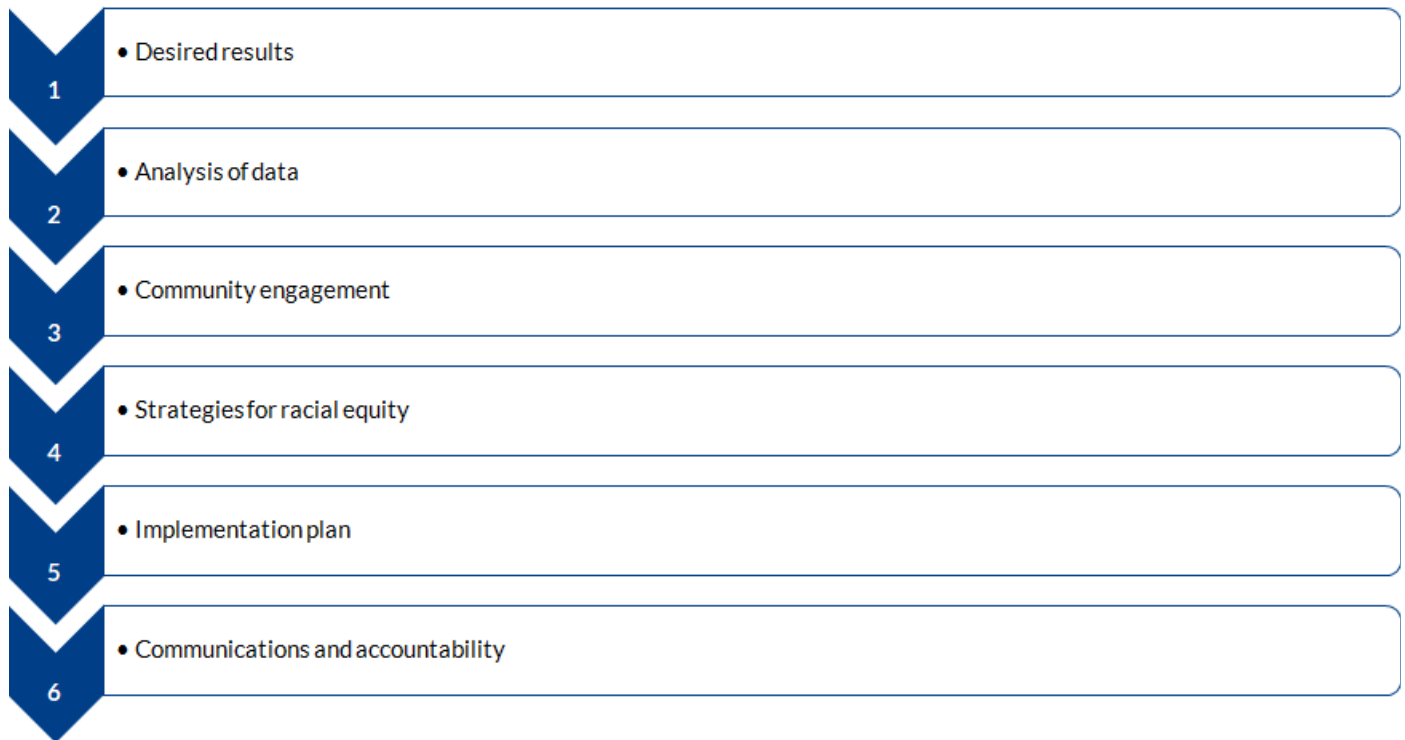 1
• Desired results
2
• Analysis of data
3
• Community engagement
4
• Strategies for racial equity
5
• Implementation plan
6
• Communications and accountability